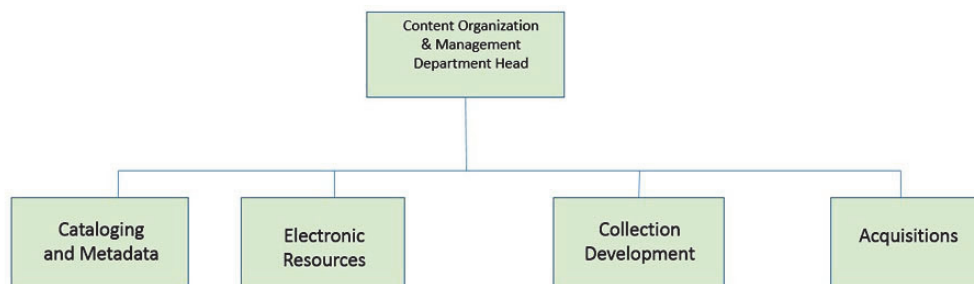 Content Organization
& Management
Department Head
Cataloging
and Metadata
Electronic
Resources
Collection
Development
Acquisitions